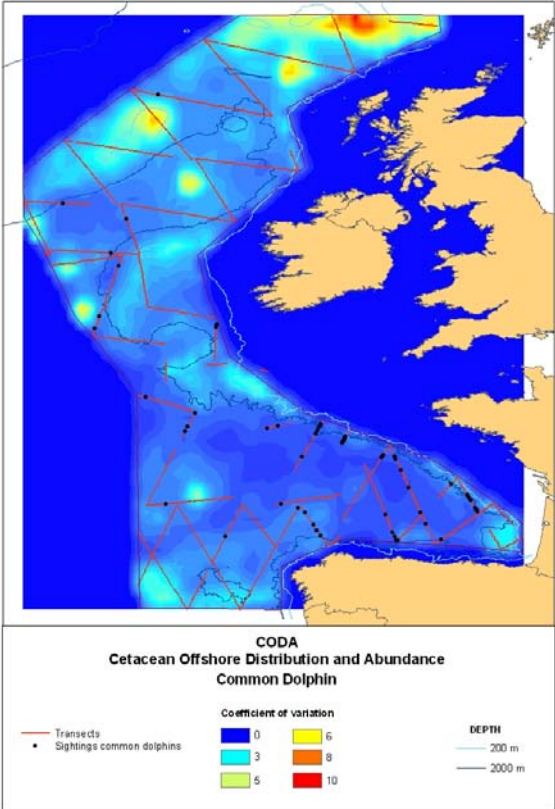 CODA
Cetacean Offshore Distribution and Abundance
Common Dolphin
Coefficient of variation
Transects
Sightings common dolphins
0
3
5
6
8
10
DEPTH
200 m
2000 m